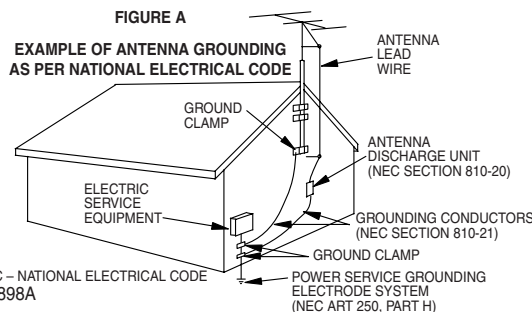 FIGURE A
EXAMPLE OF ANTENNA GROUNDING
AS PER NATIONAL ELECTRICAL CODE
ANTENNA
LEAD
WIRE
GROUND
CLAMP
ANTENNA
DISCHARGE UNIT
(NEC SECTION 810-20)
ELECTRIC
SERVICE
EQUIPMENT
GROUNDING CONDUCTORS
(NEC SECTION 810-21)
GROUND CLAMP
POWER SERVICE GROUNDING
ELECTRODE SYSTEM
(NEC ART 250, PART H)
C – NATIONAL ELECTRICAL CODE
898A